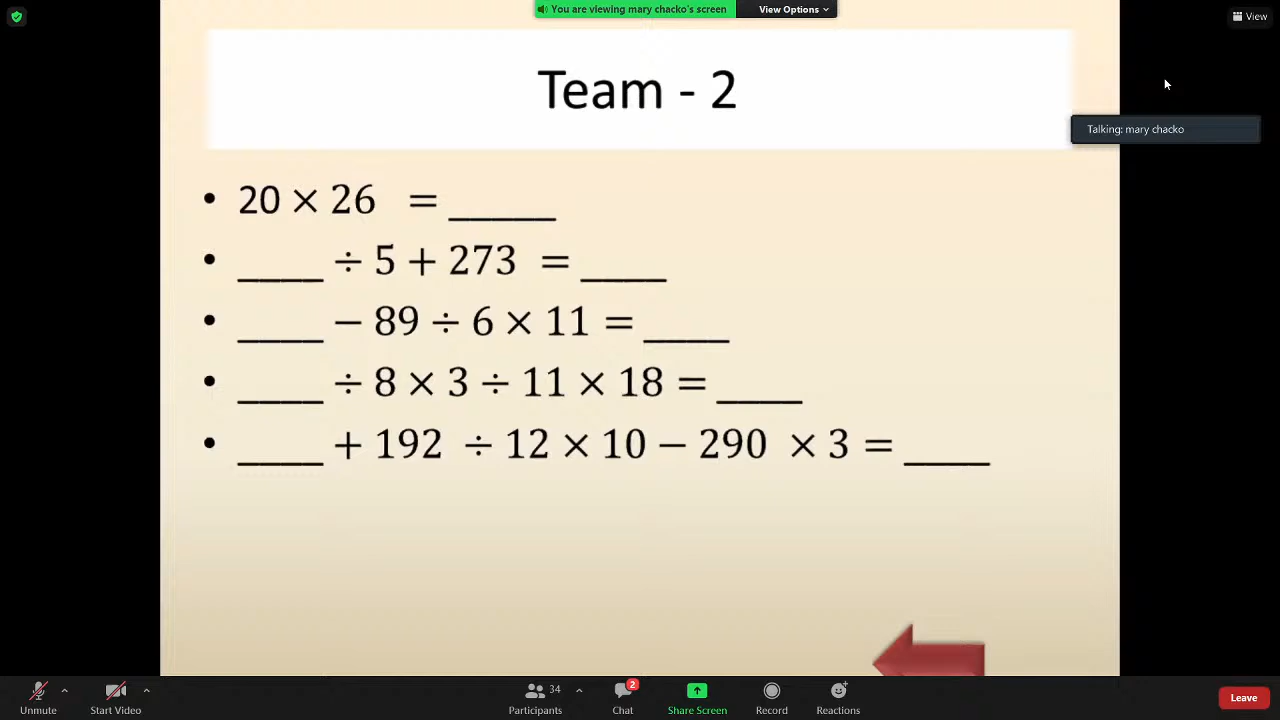 You are viewing mary chacko's screen
View Options
View
Team - 2
Talking: mary chacko
• 20 × 26 = _____
• ____ ÷ 5 + 273 = ____
• ____ − 89 ÷ 6 × 11 = ____
• ____ ÷ 8 × 3 ÷ 11 × 18 = ____
• ____ + 192 ÷ 12 × 10 − 290 × 3 = ____
Unmute
Start Video
Participants
34
Chat
2
Share Screen
Record
Reactions
Leave